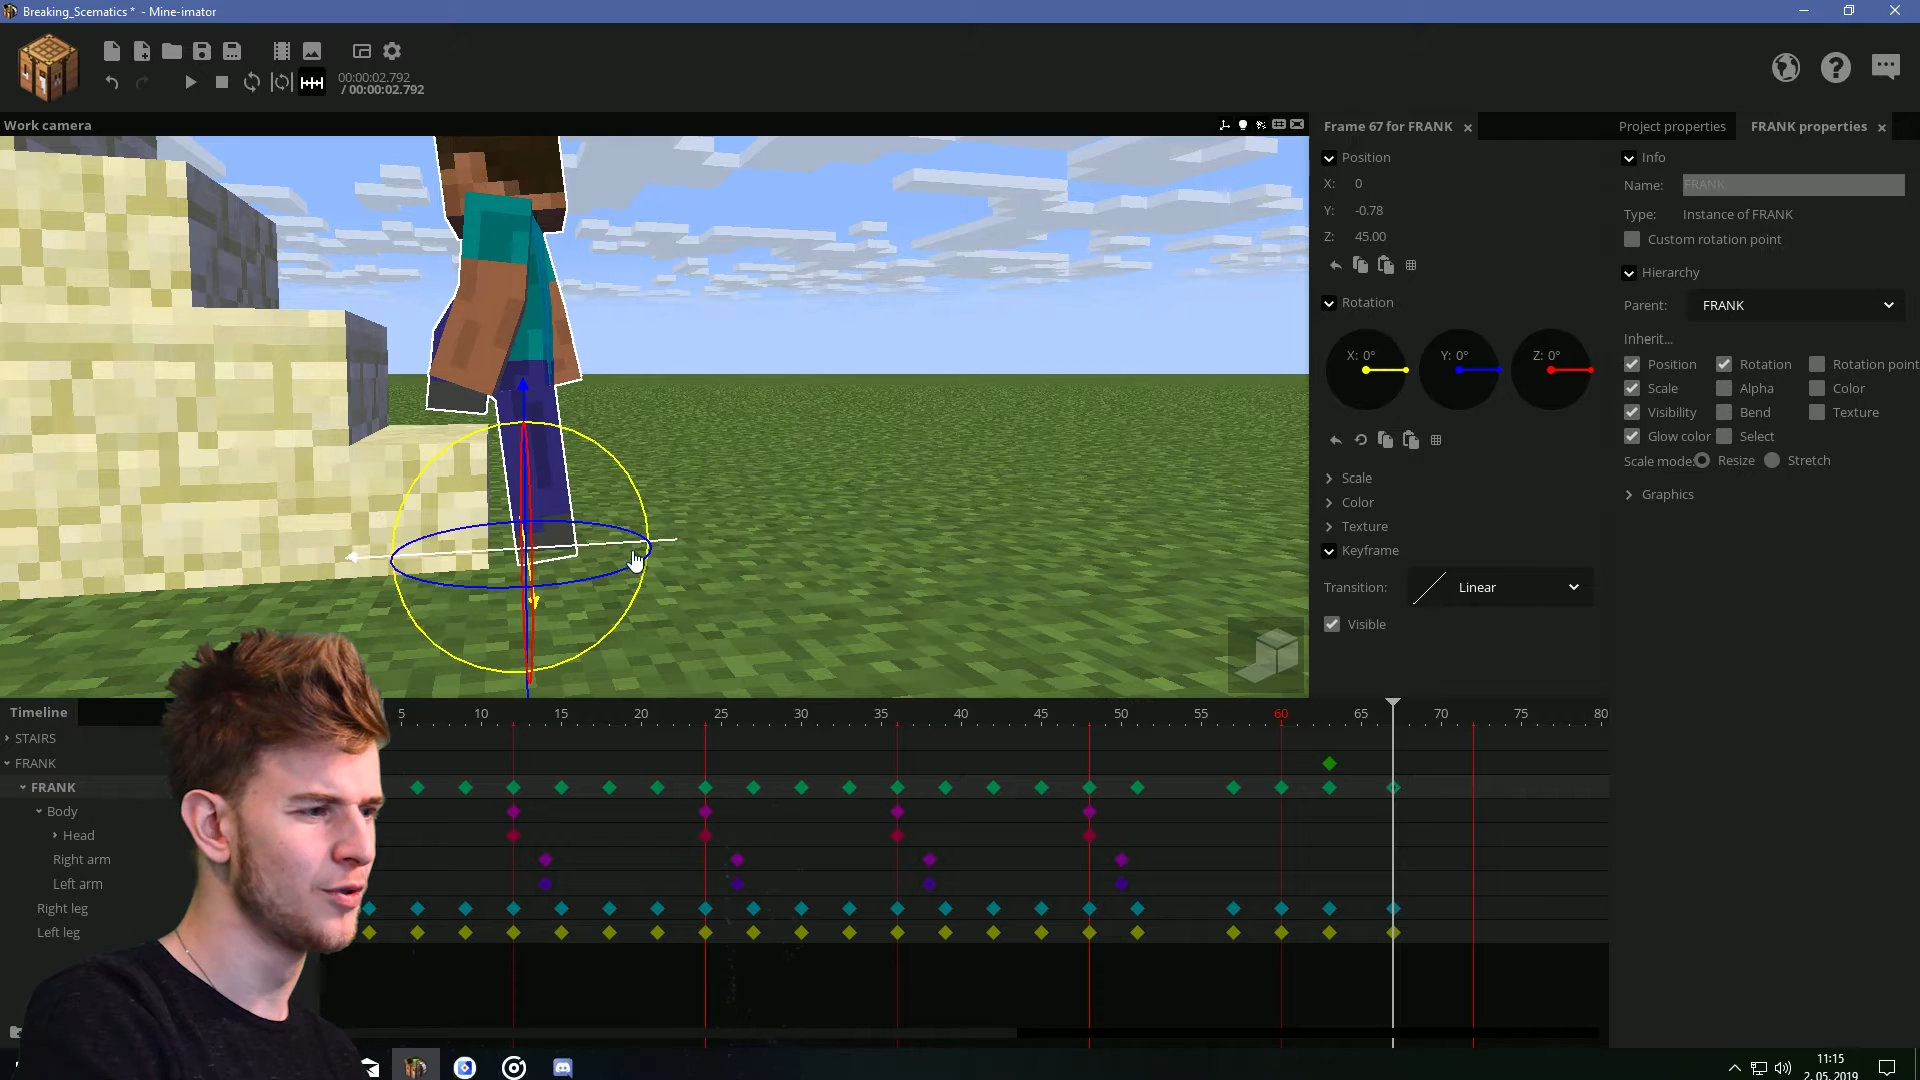 Breaking_Scematics * - Mine-imator
00:00:02.792
/ 00:00:02.792
Work camera
Frame 67 for FRANK
Project properties
FRANK properties
Position
X: 0
Y: -0.78
Z: 45.00
Rotation
X: 0°
Y: 0°
Z: 0°
Scale
Color
Texture
Keyframe
Transition: Linear
Visible
Info
Name: FRANK
Type: Instance of FRANK
Custom rotation point
Hierarchy
Parent: FRANK
Inherit...
Position Rotation Rotation point
Scale Alpha Color
Visibility Bend Texture
Glow color Select
Scale mode: Resize Stretch
Graphics
Timeline
5 10 15 20 25 30 35 40 45 50 55 60 65 70 75 80
STAIRS
FRANK
FRANK
Body
Head
Right arm
Left arm
Right leg
Left leg
11:15
2. 05. 2019